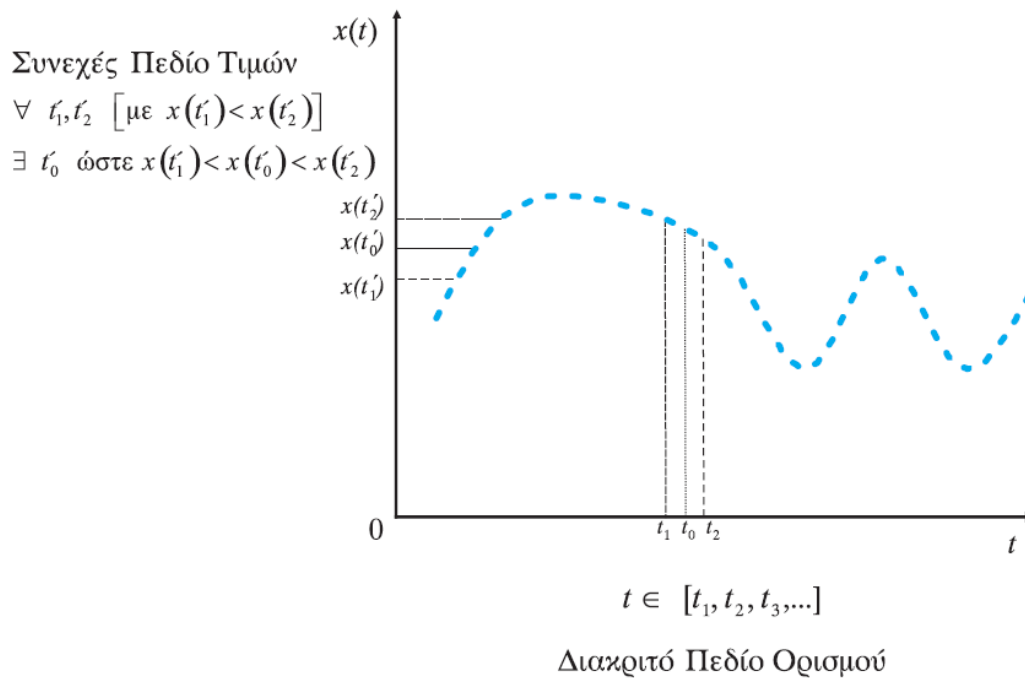 x(t)
Συνεχές Πεδίο Τιμών
∀ t′₁,t′₂ [με x(t′₁)< x(t′₂)]
∃ t′₀ ώστε x(t′₁)< x(t′₀)< x(t′₂)
x(t′₂)
x(t′₀)
x(t′₁)
0
t₁ t₀ t₂
t
t ∈ [t₁, t₂, t₃,...]
Διακριτό Πεδίο Ορισμού